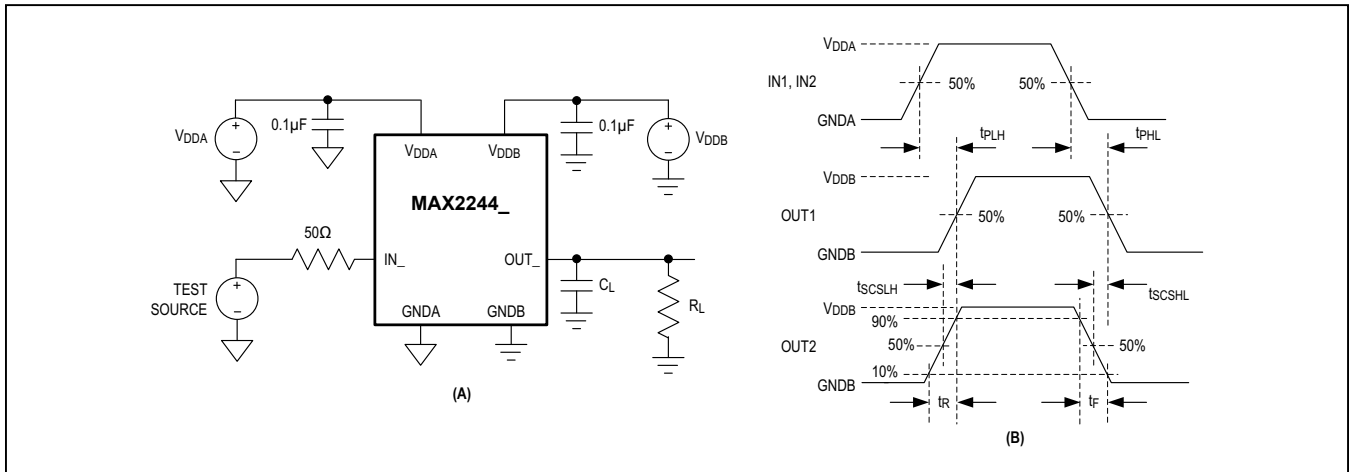 VDDA
0.1µF
VDDA
VDDB
0.1µF
VDDB
MAX2244_
50Ω
IN_
OUT_
TEST
SOURCE
CL
RL
GNDA
GNDB
(A)
VDDA
IN1, IN2
50%
50%
GNDA
tPLH
tPHL
VDDB
OUT1
50%
50%
GNDB
tSCSLH
tSCSHL
VDDB
90%
50%
OUT2
50%
10%
GNDB
tR
tF
(B)